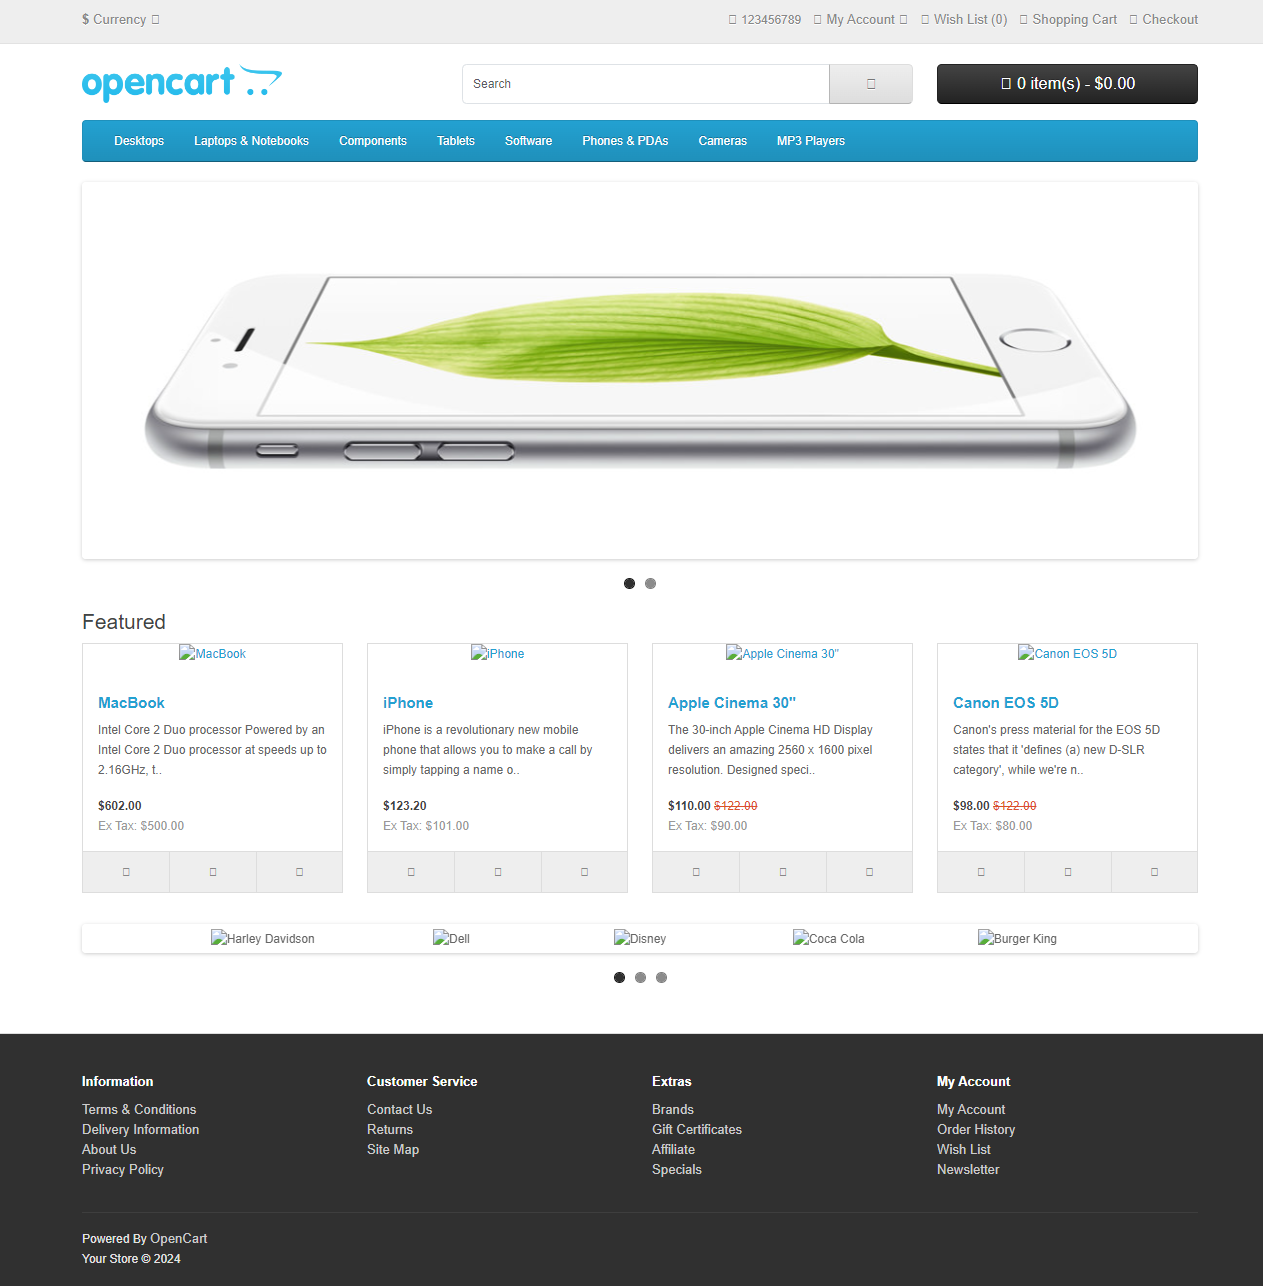 $ Currency
123456789 My Account Wish List (0) Shopping Cart Checkout
opencart
Search
0 item(s) - $0.00
Desktops Laptops & Notebooks Components Tablets Software Phones & PDAs Cameras MP3 Players
Featured
MacBook
MacBook
Intel Core 2 Duo processor Powered by an
Intel Core 2 Duo processor at speeds up to
2.16GHz, t..
$602.00
Ex Tax: $500.00
iPhone
iPhone
iPhone is a revolutionary new mobile
phone that allows you to make a call by
simply tapping a name o..
$123.20
Ex Tax: $101.00
Apple Cinema 30"
Apple Cinema 30"
The 30-inch Apple Cinema HD Display
delivers an amazing 2560 x 1600 pixel
resolution. Designed speci..
$110.00 $122.00
Ex Tax: $90.00
Canon EOS 5D
Canon EOS 5D
Canon's press material for the EOS 5D
states that it 'defines (a) new D-SLR
category', while we're n..
$98.00 $122.00
Ex Tax: $80.00
Harley Davidson Dell Disney Coca Cola Burger King
Information
Terms & Conditions
Delivery Information
About Us
Privacy Policy
Customer Service
Contact Us
Returns
Site Map
Extras
Brands
Gift Certificates
Affiliate
Specials
My Account
My Account
Order History
Wish List
Newsletter
Powered By OpenCart
Your Store © 2024